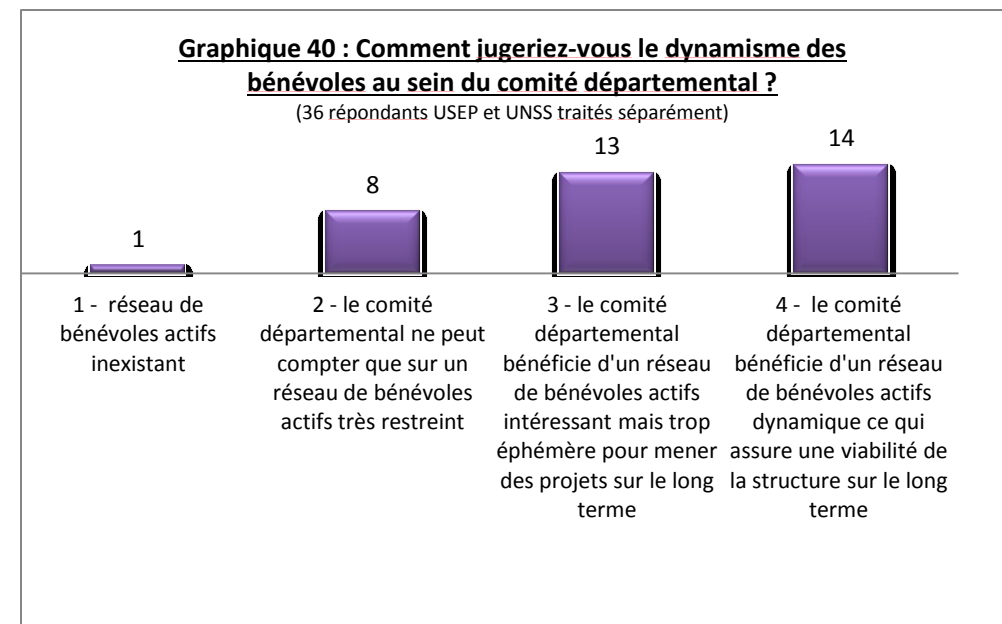 Graphique 40 : Comment jugeriez-vous le dynamisme des
bénévoles au sein du comité départemental ?
(36 répondants USEP et UNSS traités séparément)
1
8
13
14
1 - réseau de
bénévoles actifs
inexistant
2 - le comité
départemental ne peut
compter que sur un
réseau de bénévoles
actifs très restreint
3 - le comité
départemental
bénéficie d'un réseau
de bénévoles actifs
intéressant mais trop
éphémère pour mener
des projets sur le long
terme
4 - le comité
départemental
bénéficie d'un réseau
de bénévoles actifs
dynamique ce qui
assure une viabilité de
la structure sur le long
terme